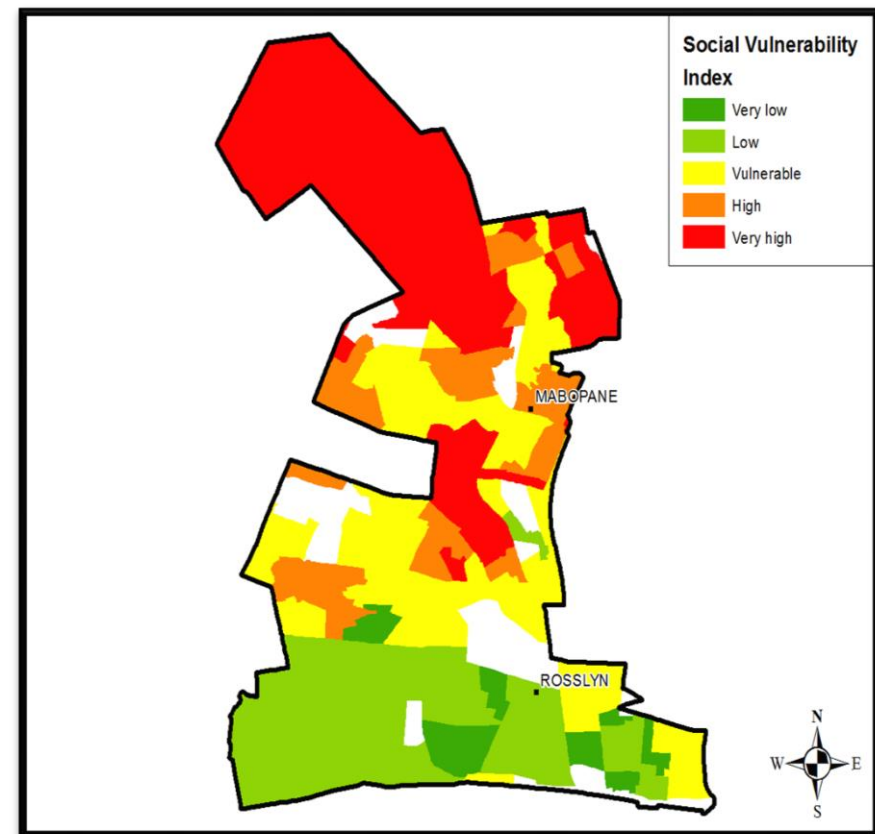 Social Vulnerability
Index
Very low
Low
Vulnerable
High
Very high
MABOPANE
ROSSLYN
N
W E
S